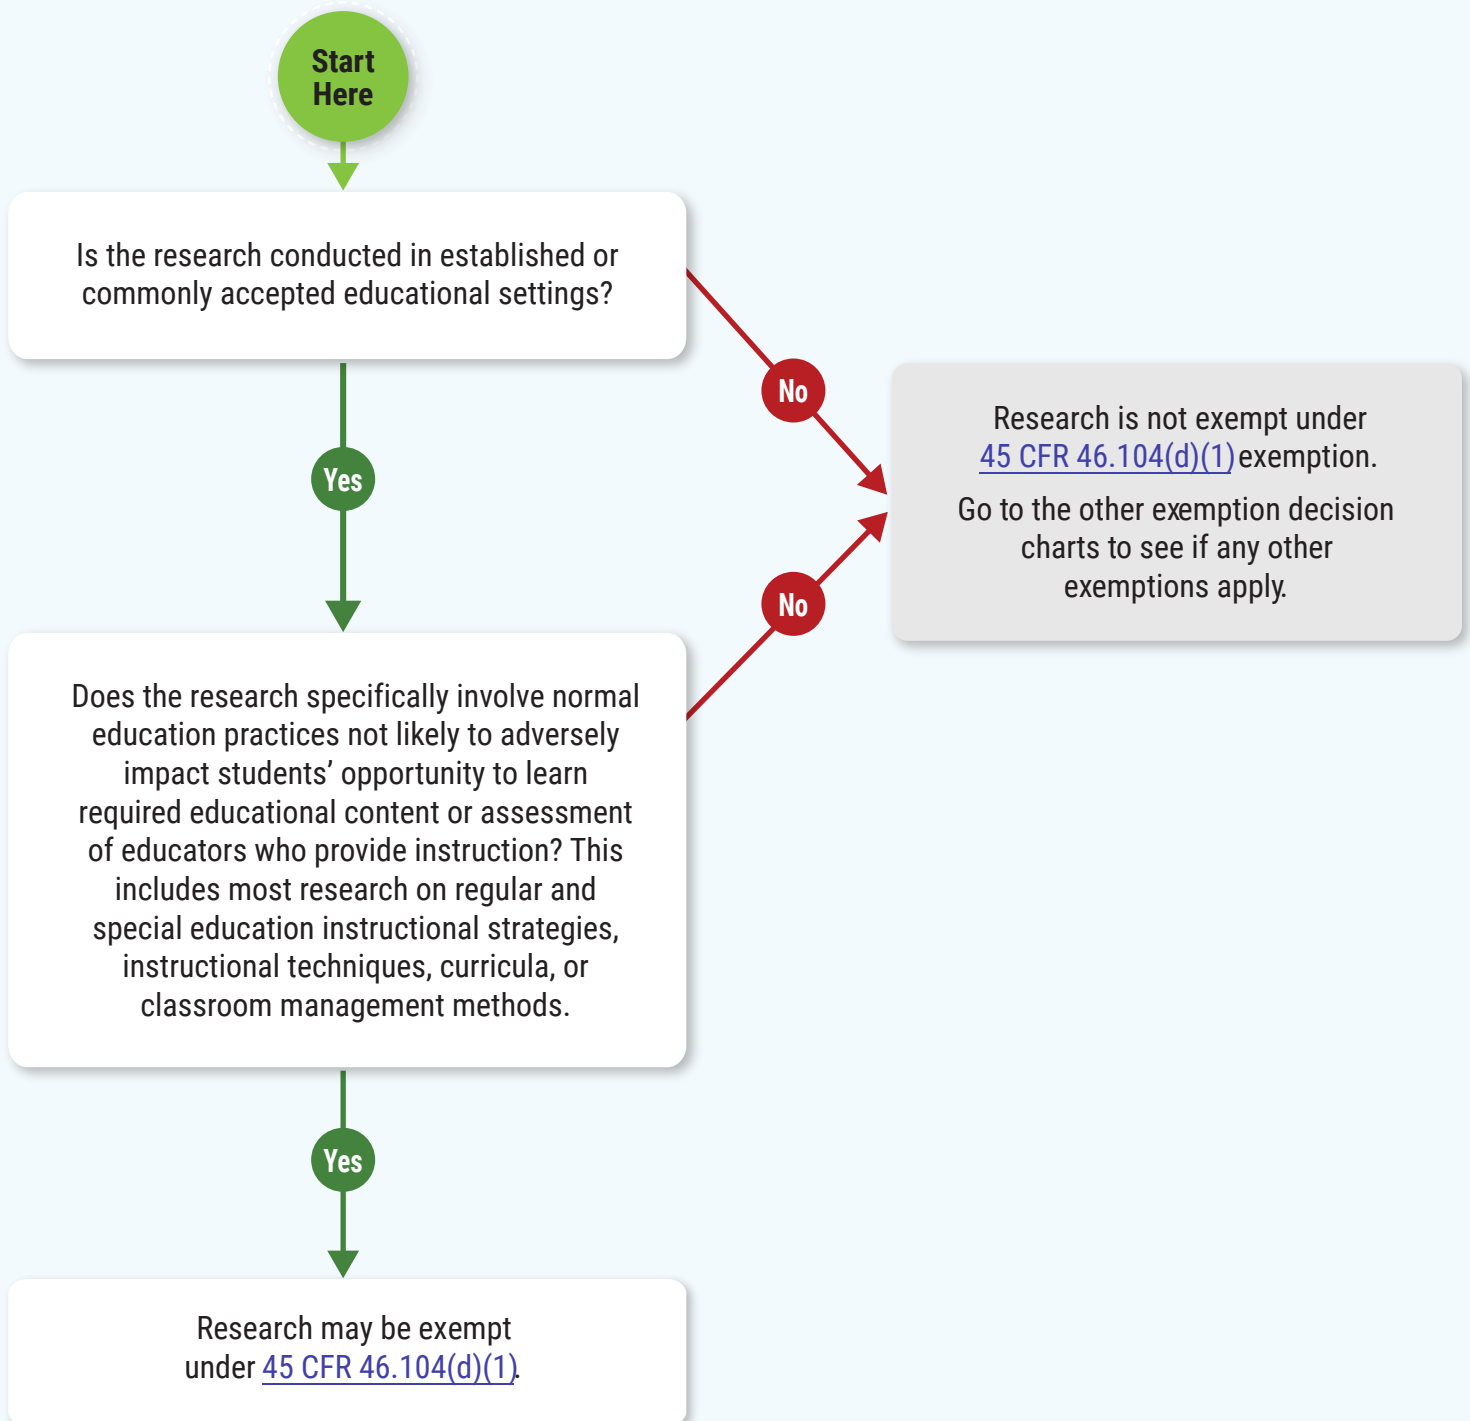 Start
Here
Is the research conducted in established or
commonly accepted educational settings?
No
Yes
Research is not exempt under
45 CFR 46.104(d)(1) exemption.
Go to the other exemption decision
charts to see if any other
exemptions apply.
No
Does the research specifically involve normal
education practices not likely to adversely
impact students’ opportunity to learn
required educational content or assessment
of educators who provide instruction? This
includes most research on regular and
special education instructional strategies,
instructional techniques, curricula, or
classroom management methods.
Yes
Research may be exempt
under 45 CFR 46.104(d)(1).